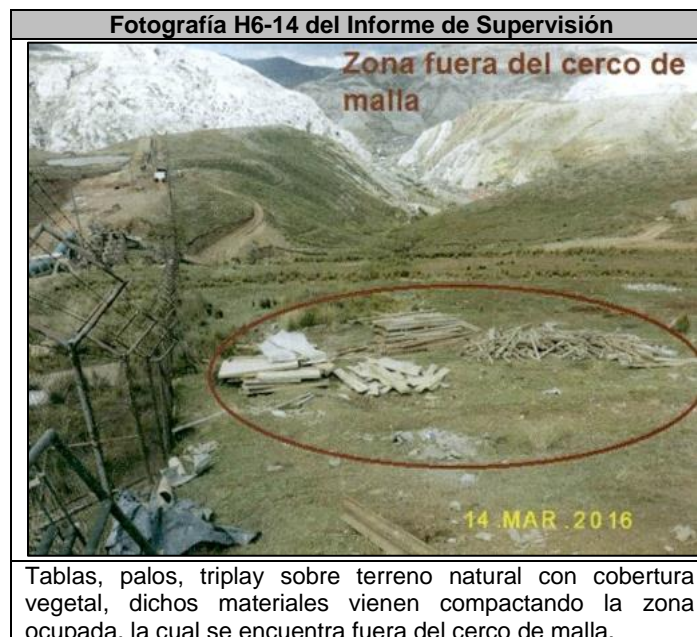 Fotografía H6-14 del Informe de Supervisión
Zona fuera del cerco de
malla
14 .MAR .2016
Tablas, palos, triplay sobre terreno natural con cobertura
vegetal, dichos materiales vienen compactando la zona
ocupada, la cual se encuentra fuera del cerco de malla.